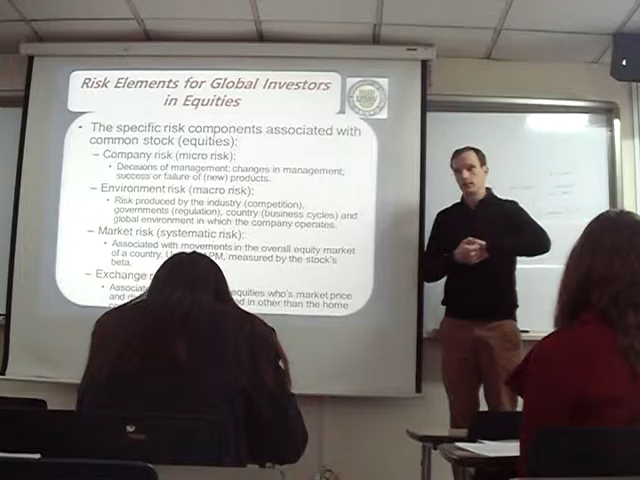 Risk Elements for Global Investors
in Equities
• The specific risk components associated with
common stock (equities):
– Company risk (micro risk):
• Decisions of management; changes in management;
success or failure of (new) products.
– Environment risk (macro risk):
• Risk produced by the industry (competition),
governments (regulation), country (business cycles) and
global environment in which the company operates.
– Market risk (systematic risk):
• Associated with movements in the overall equity market
of a country. measured by the stock's
beta.
– Exchange
• equities who's market price
and in other than the home